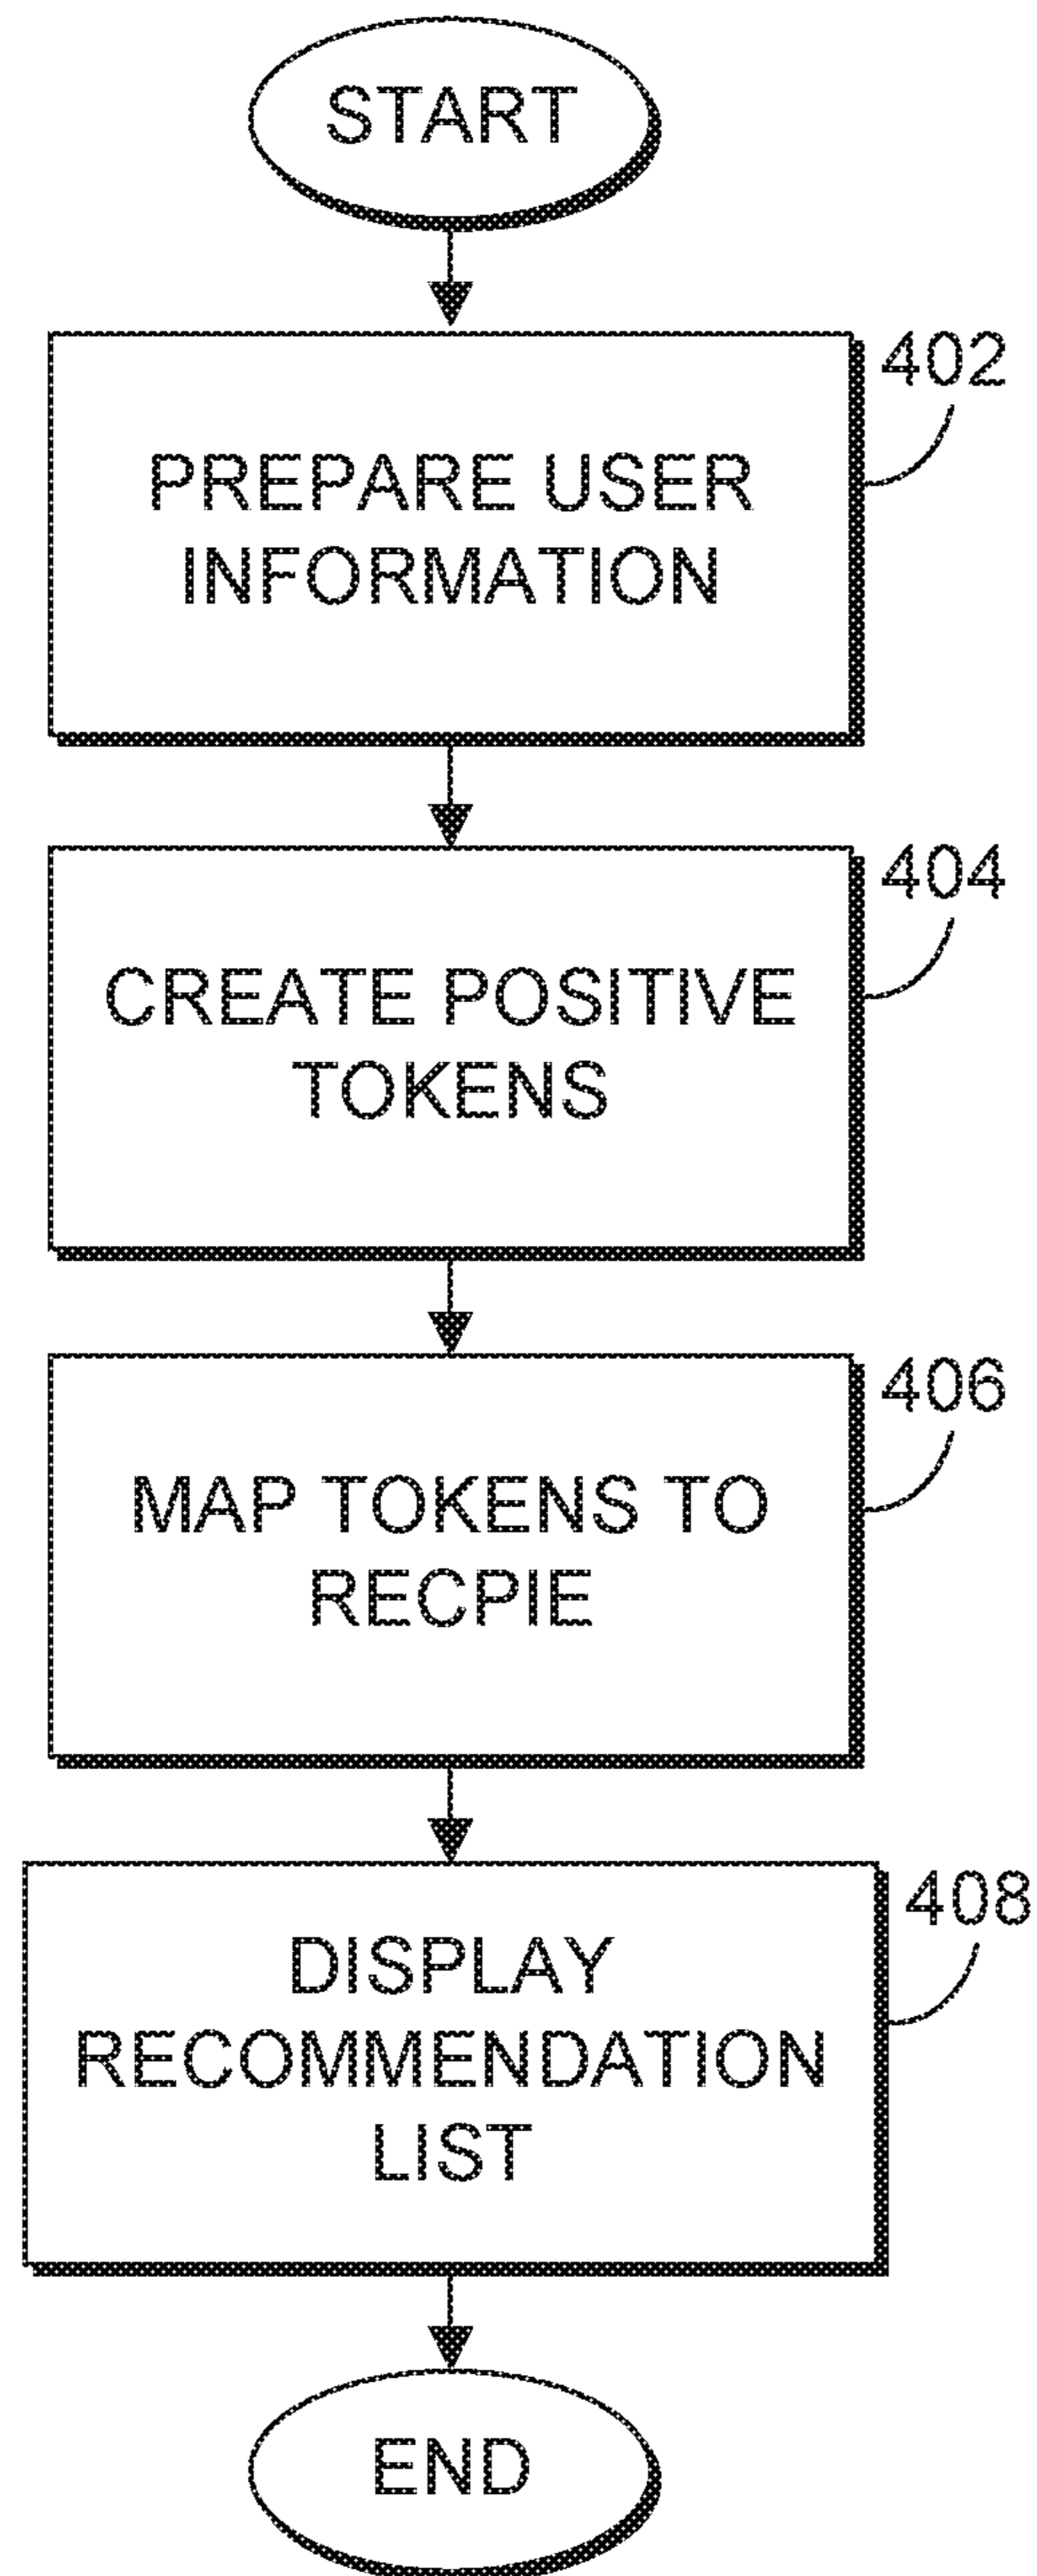 START
402
PREPARE USER
INFORMATION
404
CREATE POSITIVE
TOKENS
406
MAP TOKENS TO
RECPIE
408
DISPLAY
RECOMMENDATION
LIST
END